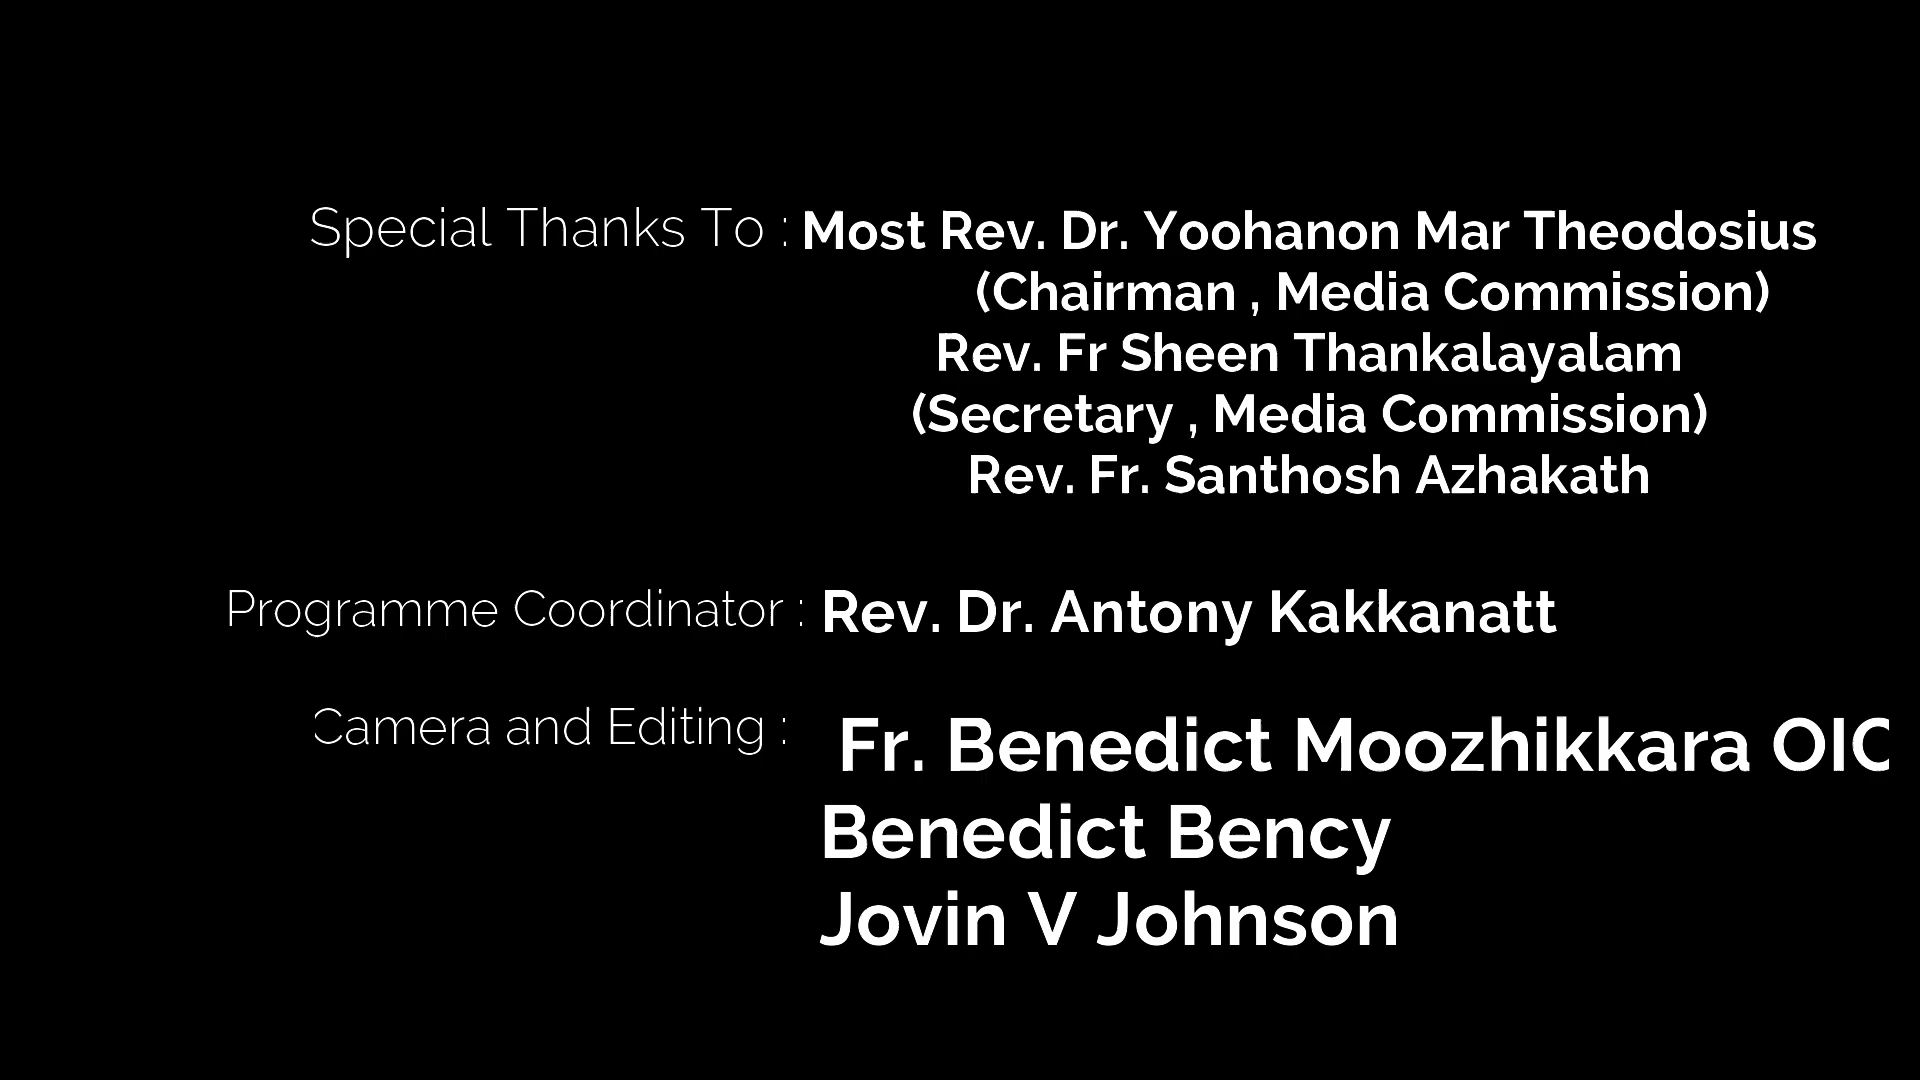 Special Thanks To : Most Rev. Dr. Yoohanon Mar Theodosius
(Chairman , Media Commission)
Rev. Fr Sheen Thankalayalam
(Secretary , Media Commission)
Rev. Fr. Santhosh Azhakath
Programme Coordinator : Rev. Dr. Antony Kakkanatt
Camera and Editing : Fr. Benedict Moozhikkara OIC
Benedict Bency
Jovin V Johnson